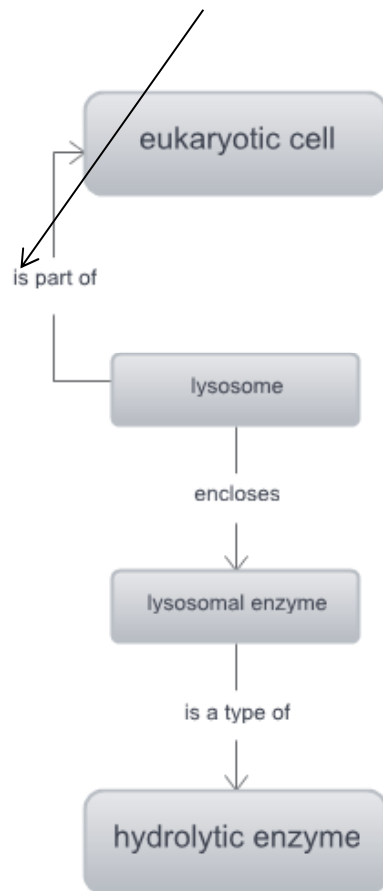 eukaryotic cell
is part of
lysosome
encloses
lysosomal enzyme
is a type of
hydrolytic enzyme